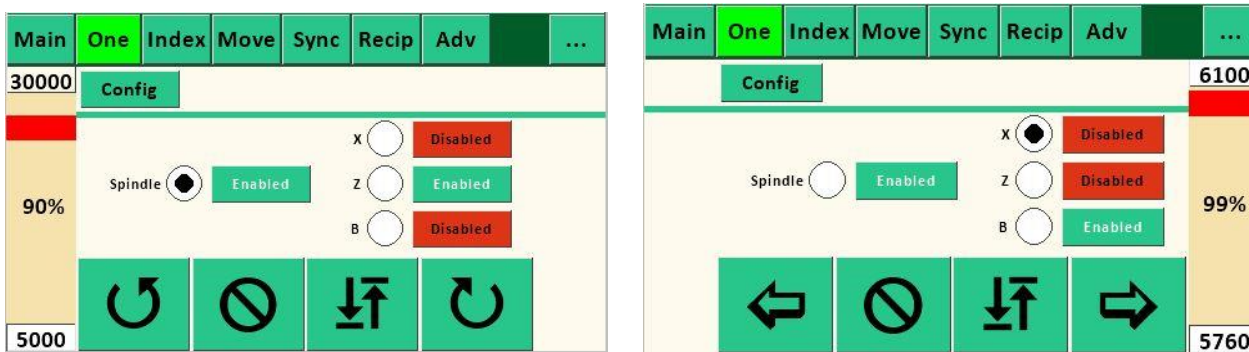 Main One Index Move Sync Recip Adv ...
30000 Config
X Disabled
Spindle Enabled Z Enabled
90%
B Disabled
5000
Main One Index Move Sync Recip Adv ...
Config 6100
X Disabled
Spindle Enabled Z Disabled
99%
B Enabled
5760